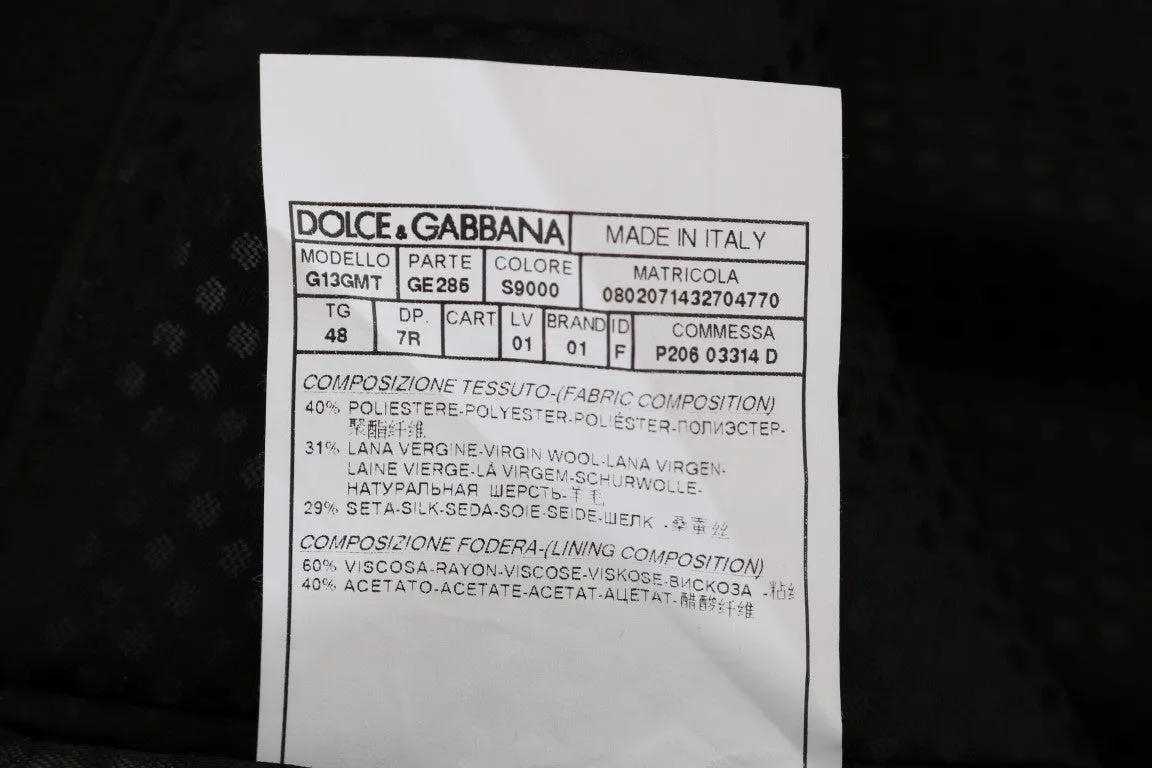 DOLCE & GABBANA MADE IN ITALY
MODELLO PARTE COLORE MATRICOLA
G13GMT GE285 S9000 0802071432704770
TG DP. CART LV BRAND ID COMMESSA
48 7R 01 01 F P206 03314 D
COMPOSIZIONE TESSUTO-(FABRIC COMPOSITION)
40% POLIESTERE-POLYESTER-POLIÉSTER-ПОЛИЭСТЕР-
聚酯纤维
31% LANA VERGINE-VIRGIN WOOL-LANA VIRGEN-
LAINE VIERGE-LÀ VIRGEM-SCHURWOLLE-
НАТУРАЛЬНАЯ ШЕРСТЬ-羊毛
29% SETA-SILK-SEDA-SOIE-SEIDE-ШЕЛК -桑蚕丝
COMPOSIZIONE FODERA-(LINING COMPOSITION)
60% VISCOSA-RAYON-VISCOSE-VISKOSE-ВИСКОЗА -粘纟
40% ACETATO-ACETATE-ACETAT-АЦЕТАТ-醋酸纤维